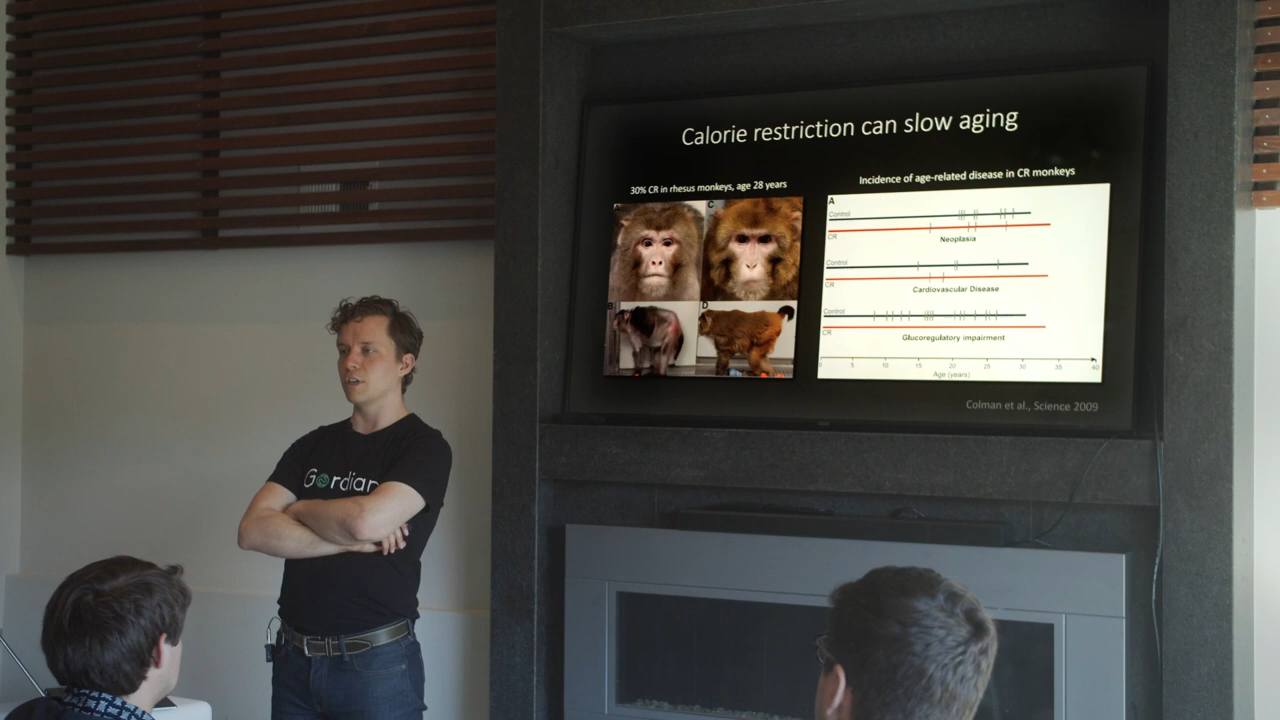 Calorie restriction can slow aging
30% CR in rhesus monkeys, age 28 years
Incidence of age-related disease in CR monkeys
C
B
D
A
Control
CR
Neoplasia
Control
CR
Cardiovascular Disease
Control
CR
Glucoregulatory impairment
0 5 10 15 20 25 30 35 40
Age (years)
Colman et al., Science 2009
Gordian